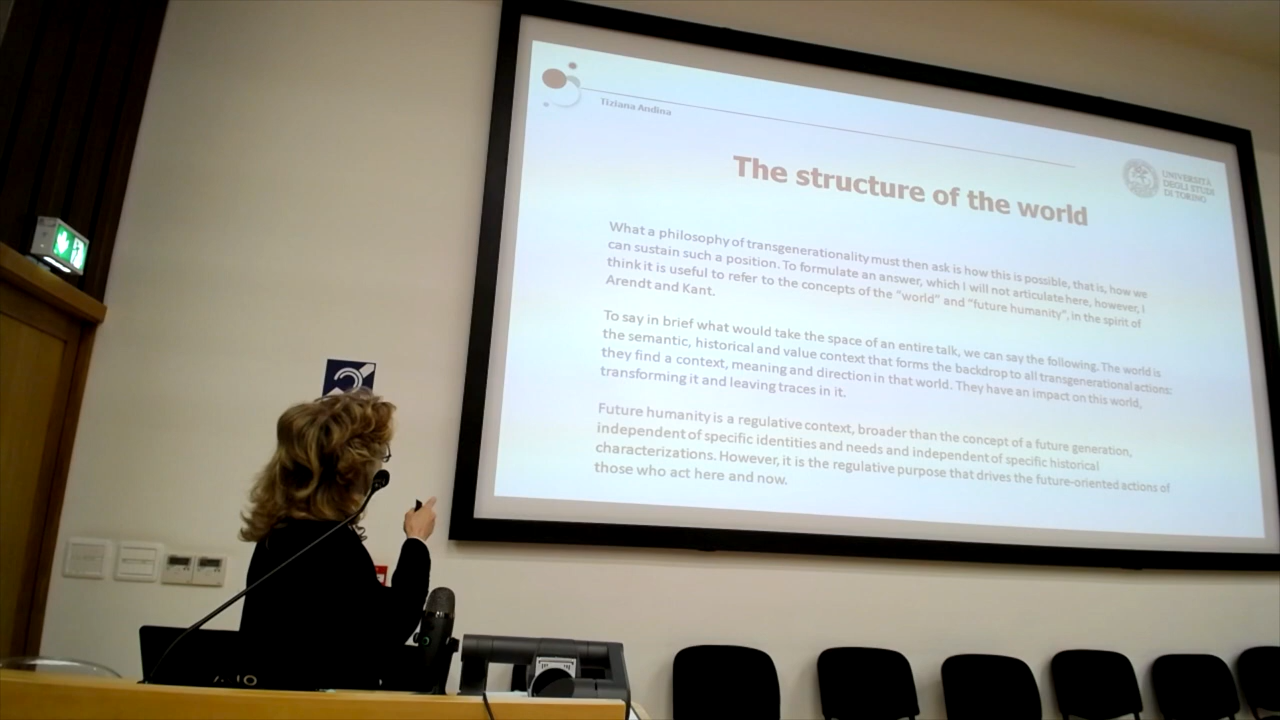 Tiziana Andina
UNIVERSITÀ
DEGLI STUDI
DI TORINO
The structure of the world
What a philosophy of transgenerationality must then ask is how this is possible, that is, how we
can sustain such a position. To formulate an answer, which I will not articulate here, however, I
think it is useful to refer to the concepts of the "world" and "future humanity", in the spirit of
Arendt and Kant.
To say in brief what would take the space of an entire talk, we can say the following. The world is
the semantic, historical and value context that forms the backdrop to all transgenerational actions:
they find a context, meaning and direction in that world. They have an impact on this world,
transforming it and leaving traces in it.
Future humanity is a regulative context, broader than the concept of a future generation,
independent of specific identities and needs and independent of specific historical
characterizations. However, it is the regulative purpose that drives the future-oriented actions of
those who act here and now.